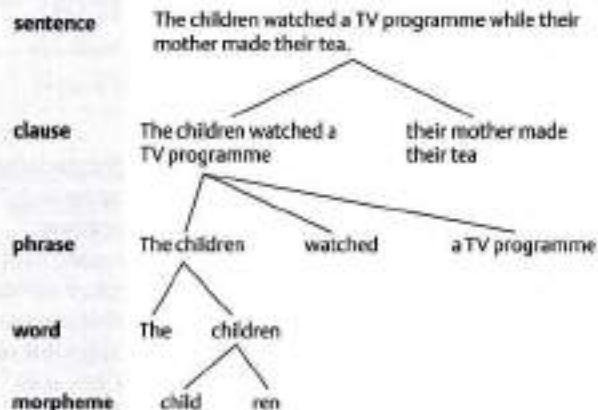 sentence The children watched a TV programme while their
mother made their tea.
clause The children watched a their mother made
TV programme their tea
phrase The children watched a TV programme
word The children
morpheme child ren